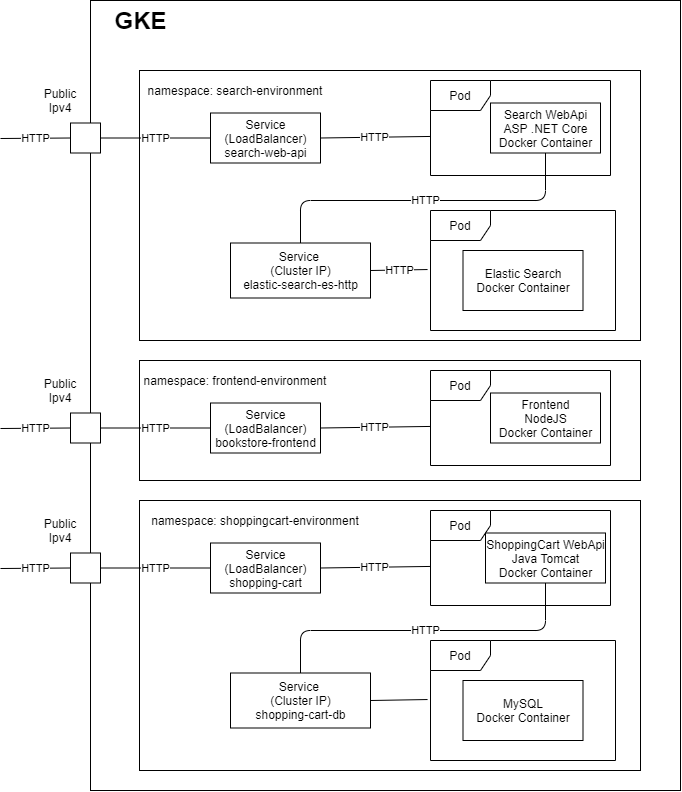 GKE
namespace: search-environment
Public
Ipv4
HTTP
HTTP
Service
(LoadBalancer)
search-web-api
HTTP
Pod
Search WebApi
ASP .NET Core
Docker Container
HTTP
Service
(Cluster IP)
elastic-search-es-http
HTTP
Pod
Elastic Search
Docker Container
namespace: frontend-environment
Public
Ipv4
HTTP
HTTP
Service
(LoadBalancer)
bookstore-frontend
HTTP
Pod
Frontend
NodeJS
Docker Container
namespace: shoppingcart-environment
Public
Ipv4
HTTP
HTTP
Service
(LoadBalancer)
shopping-cart
HTTP
Pod
ShoppingCart WebApi
Java Tomcat
Docker Container
HTTP
Service
(Cluster IP)
shopping-cart-db
Pod
MySQL
Docker Container